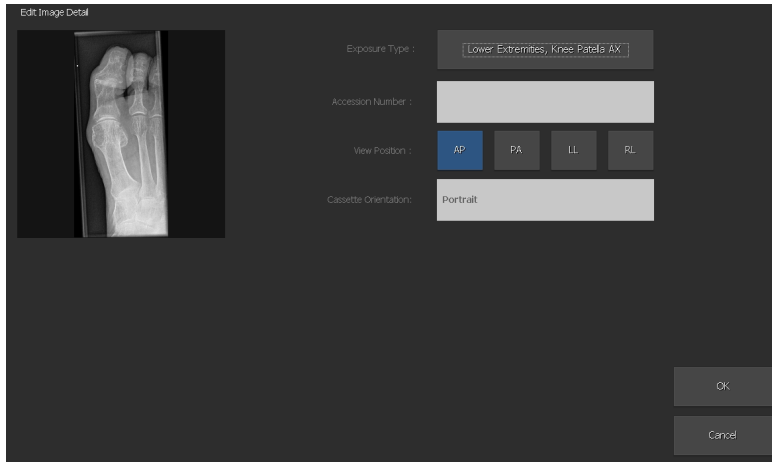 Edit Image Detail
Exposure Type :
Lower Extremities, Knee Patella AX
Accession Number :
View Position :
AP
PA
LL
RL
Cassette Orientation:
Portrait
OK
Cancel